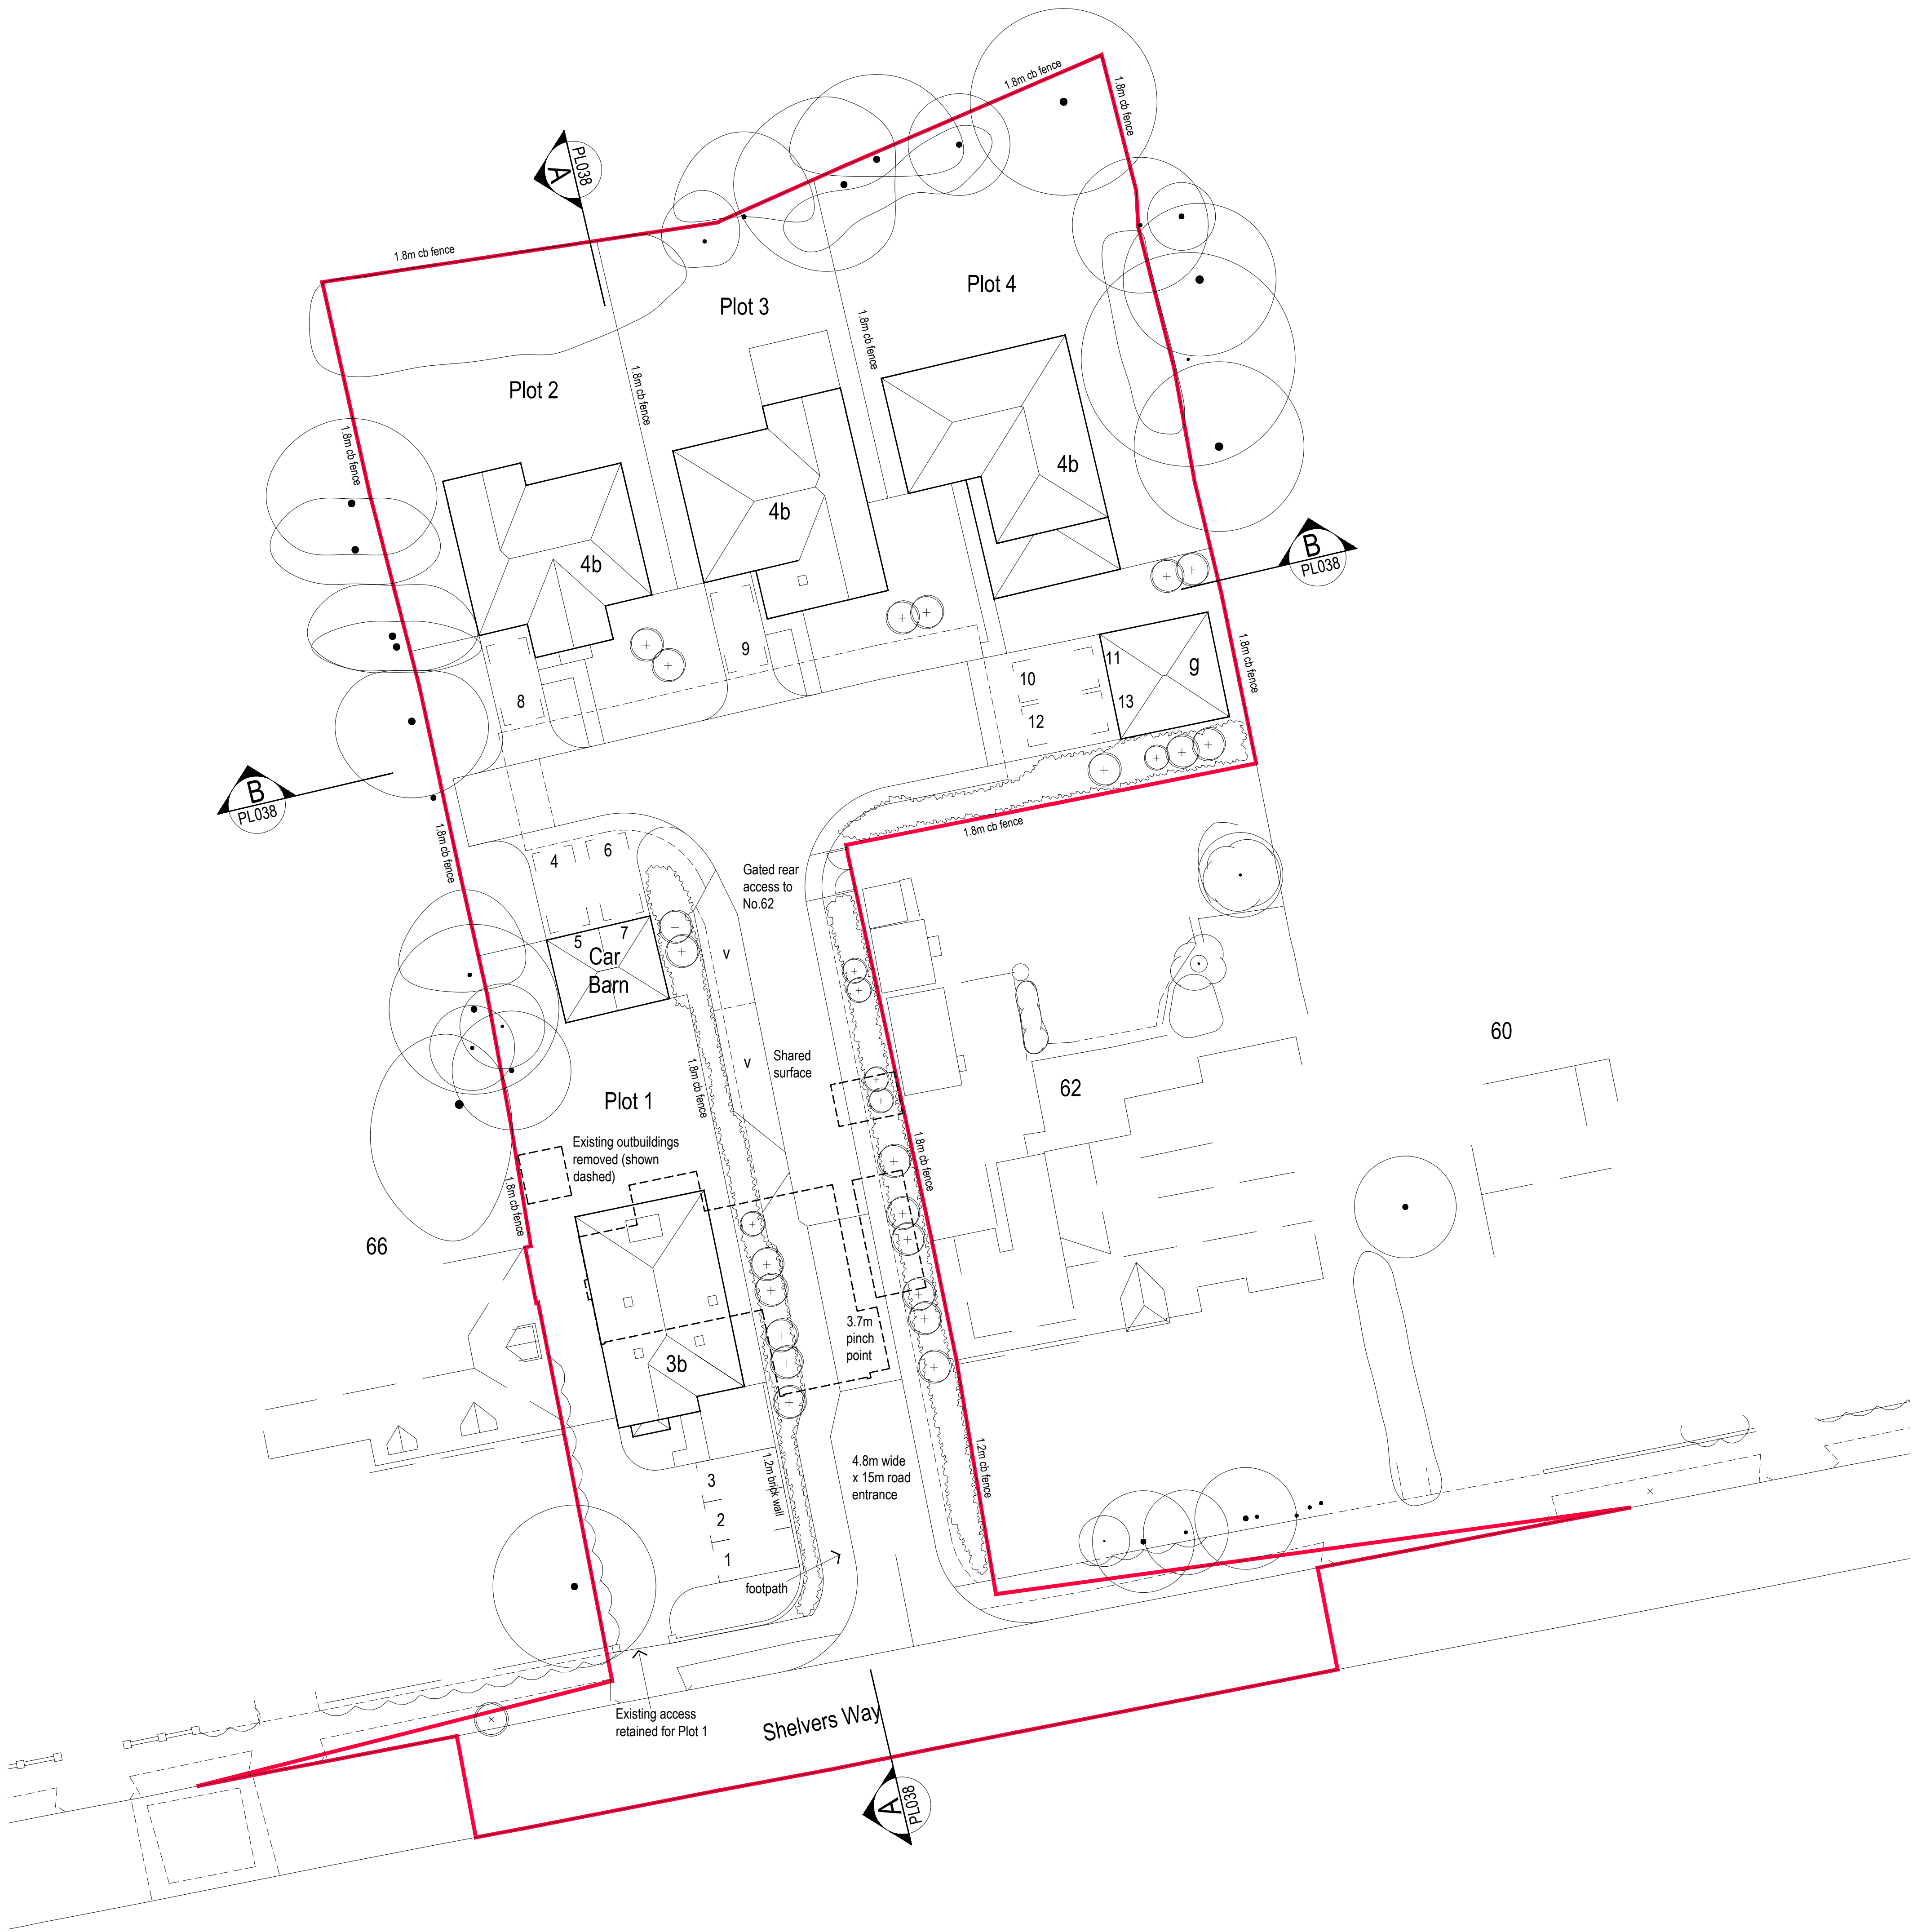 1.8m cb fence
1.8m cb fence
A
PL038
1.8m cb fence
Plot 4
Plot 3
1.8m cb fence
Plot 2
1.8m cb fence
1.8m cb fence
4b
4b
4b
B
PL038
9
8
10
11
12
13
g
1.8m cb fence
B
PL038
1.8m cb fence
1.8m cb fence
4
6
Gated rear
access to
No.62
5
7
Car
Barn
v
v
Shared
surface
60
62
1.8m cb fence
Plot 1
Existing outbuildings
removed (shown
dashed)
1.8m cb fence
1.8m cb fence
66
3.7m
pinch
point
3b
1.2m cb fence
1.2m brick wall
4.8m wide
x 15m road
entrance
3
2
1
footpath
Existing access
retained for Plot 1
Shelvers Way
A
PL038